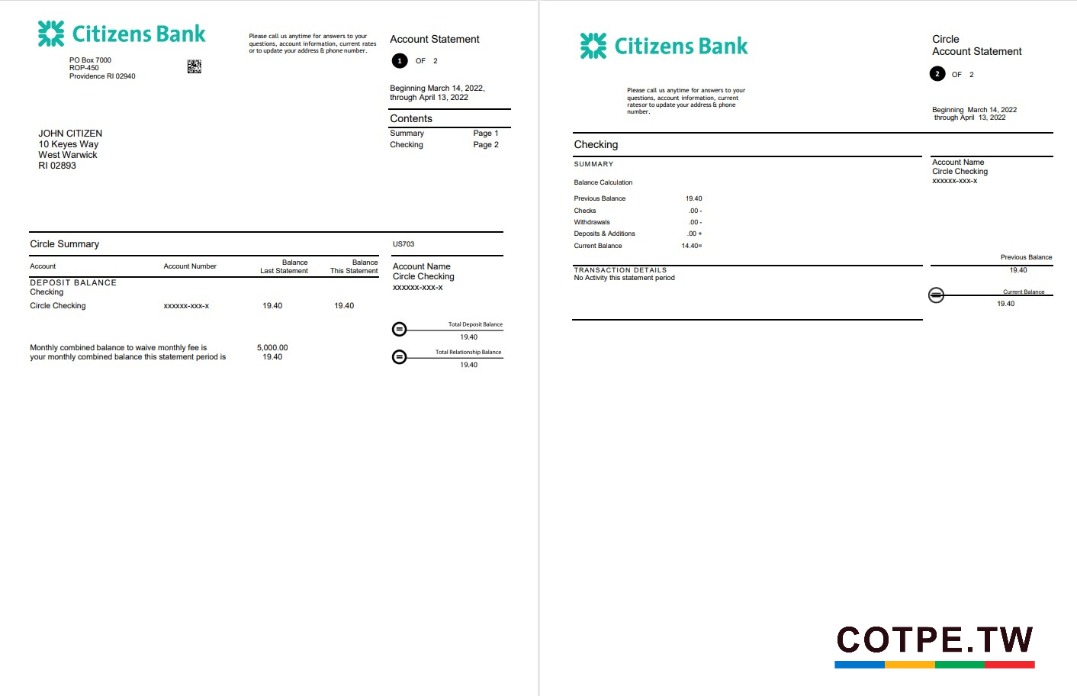 Citizens Bank
PO Box 7000
ROP-450
Providence RI 02940
Please call us anytime for answers to your
questions, account information, current rates
or to update your address & phone number.
Account Statement
1 OF 2
Beginning March 14, 2022,
through April 13, 2022
Contents
Summary Page 1
Checking Page 2
JOHN CITIZEN
10 Keyes Way
West Warwick
RI 02893
Circle Summary
US703
Account Account Number Balance Last Statement Balance This Statement
DEPOSIT BALANCE
Checking
Circle Checking xxxxxx-xxx-x 19.40 19.40
Account Name
Circle Checking
xxxxxx-xxx-x
Total Deposit Balance
19.40
Total Relationship Balance
19.40
Monthly combined balance to waive monthly fee is 5,000.00
your monthly combined balance this statement period is 19.40
Citizens Bank
Please call us anytime for answers to your
questions, account information, current
ratesor to update your address & phone
number.
Circle
Account Statement
2 OF 2
Beginning March 14, 2022
through April 13, 2022
Checking
SUMMARY
Balance Calculation
Previous Balance 19.40
Checks .00 -
Withdrawals .00 -
Deposits & Additions .00 +
Current Balance 14.40=
TRANSACTION DETAILS
No Activity this statement period
Account Name
Circle Checking
xxxxxx-xxx-x
Previous Balance
19.40
Current Balance
19.40
COTPE.TW